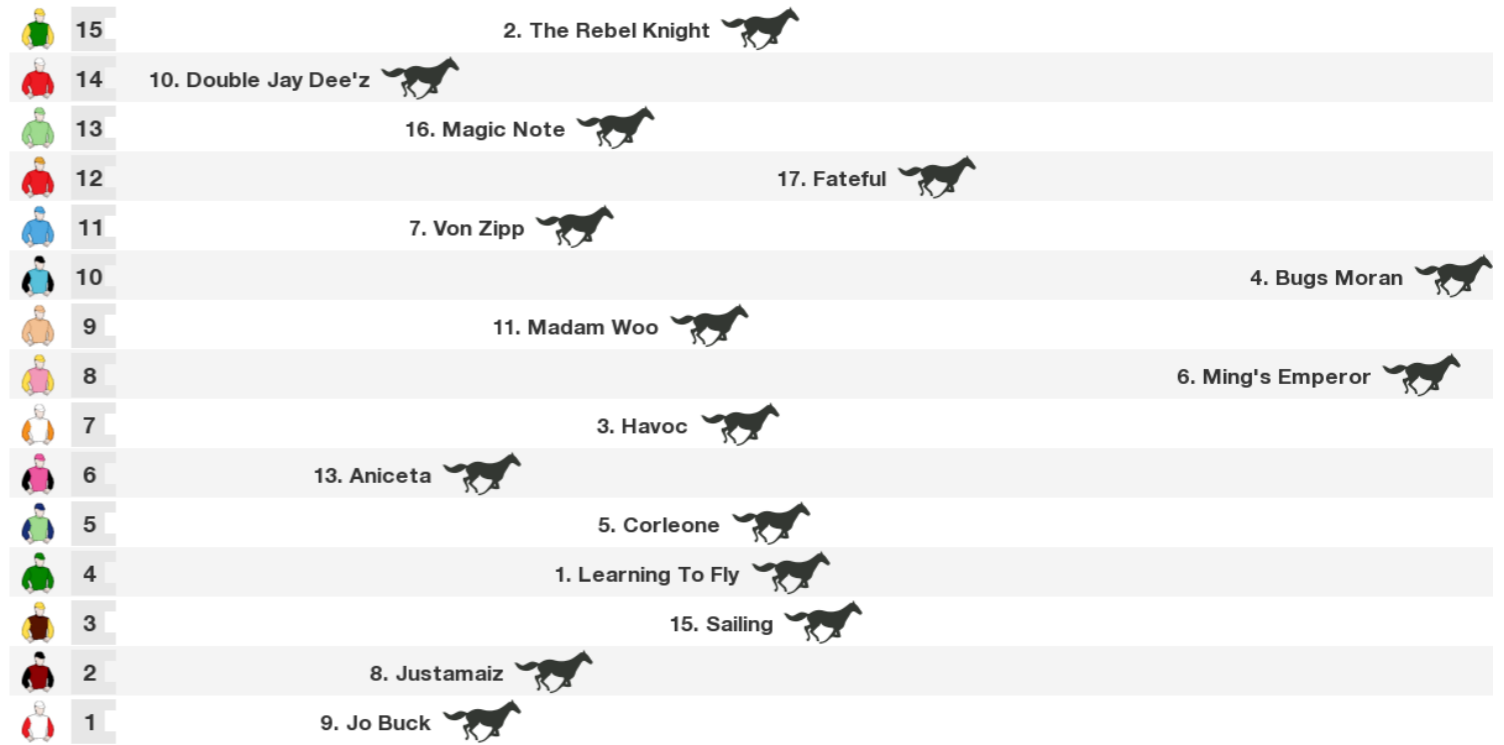 15 2. The Rebel Knight
14 10. Double Jay Dee'z
13 16. Magic Note
12 17. Fateful
11 7. Von Zipp
10 4. Bugs Moran
9 11. Madam Woo
8 6. Ming's Emperor
7 3. Havoc
6 13. Aniceta
5 5. Corleone
4 1. Learning To Fly
3 15. Sailing
2 8. Justamaiz
1 9. Jo Buck